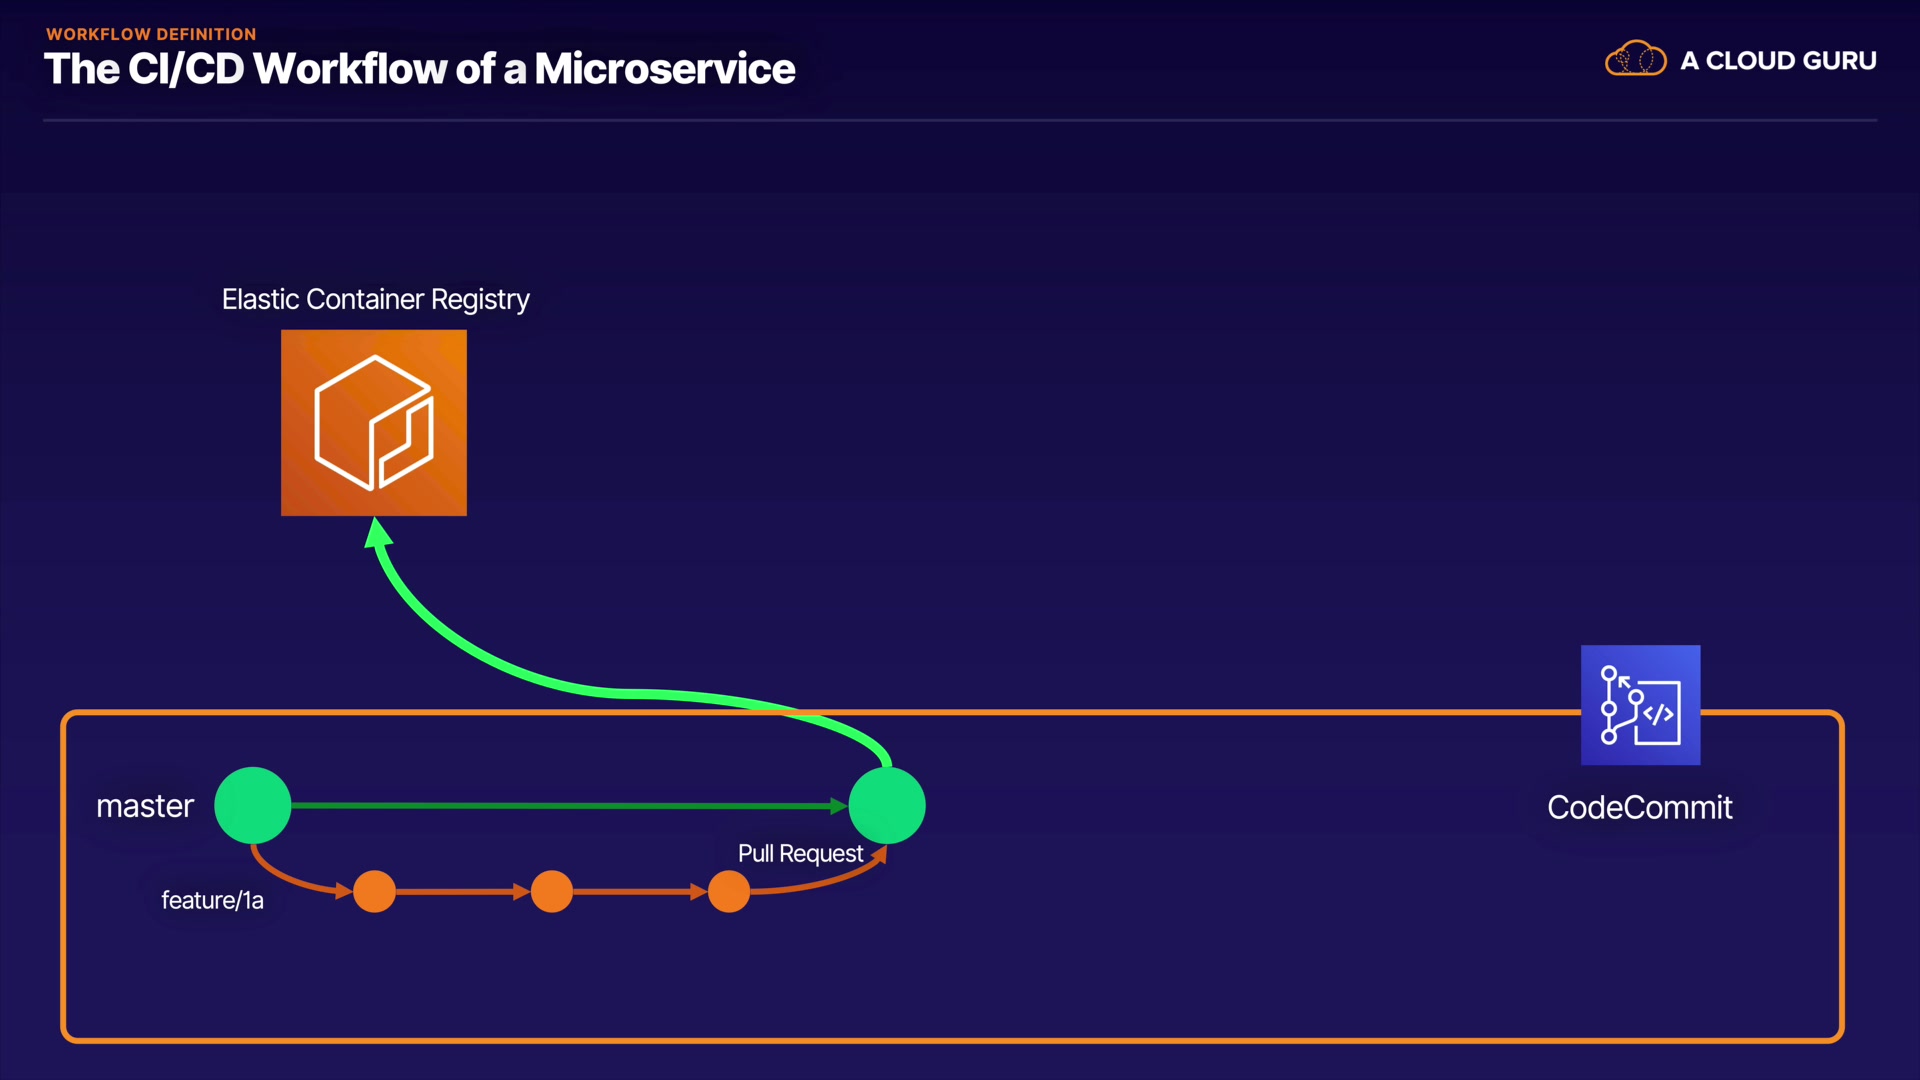 WORKFLOW DEFINITION
The CI/CD Workflow of a Microservice
A CLOUD GURU
Elastic Container Registry
</>
master
CodeCommit
Pull Request
feature/1a